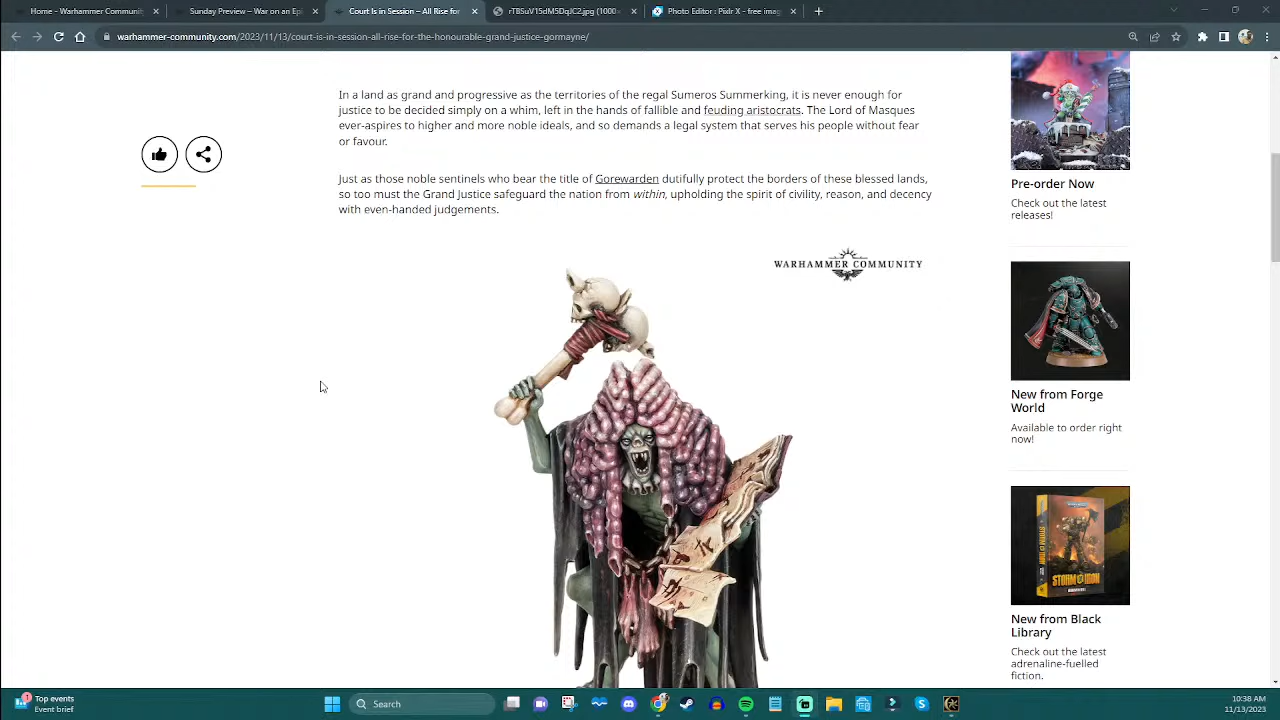 Home - Warhammer Communit
Sunday Preview – War on an Ep
Court Is in Session – All Rise for
rTBSuV15dM5DqJC2.jpg (1000×
Photo Editor : Pixlr X - free imag
warhammer-community.com/2023/11/13/court-is-in-session-all-rise-for-the-honourable-grand-justice-gormayne/
In a land as grand and progressive as the territories of the regal Sumeros Summerking, it is never enough for
justice to be decided simply on a whim, left in the hands of fallible and feuding aristocrats. The Lord of Masques
ever-aspires to higher and more noble ideals, and so demands a legal system that serves his people without fear
or favour.
Just as those noble sentinels who bear the title of Gorewarden dutifully protect the borders of these blessed lands,
so too must the Grand Justice safeguard the nation from within, upholding the spirit of civility, reason, and decency
with even-handed judgements.
WARHAMMER COMMUNITY
Pre-order Now
Check out the latest
releases!
New from Forge
World
Available to order right
now!
STORM OF IRON
New from Black
Library
Check out the latest
adrenaline-fuelled
fiction.
1
Top events
Event brief
Search
10:38 AM
11/13/2023